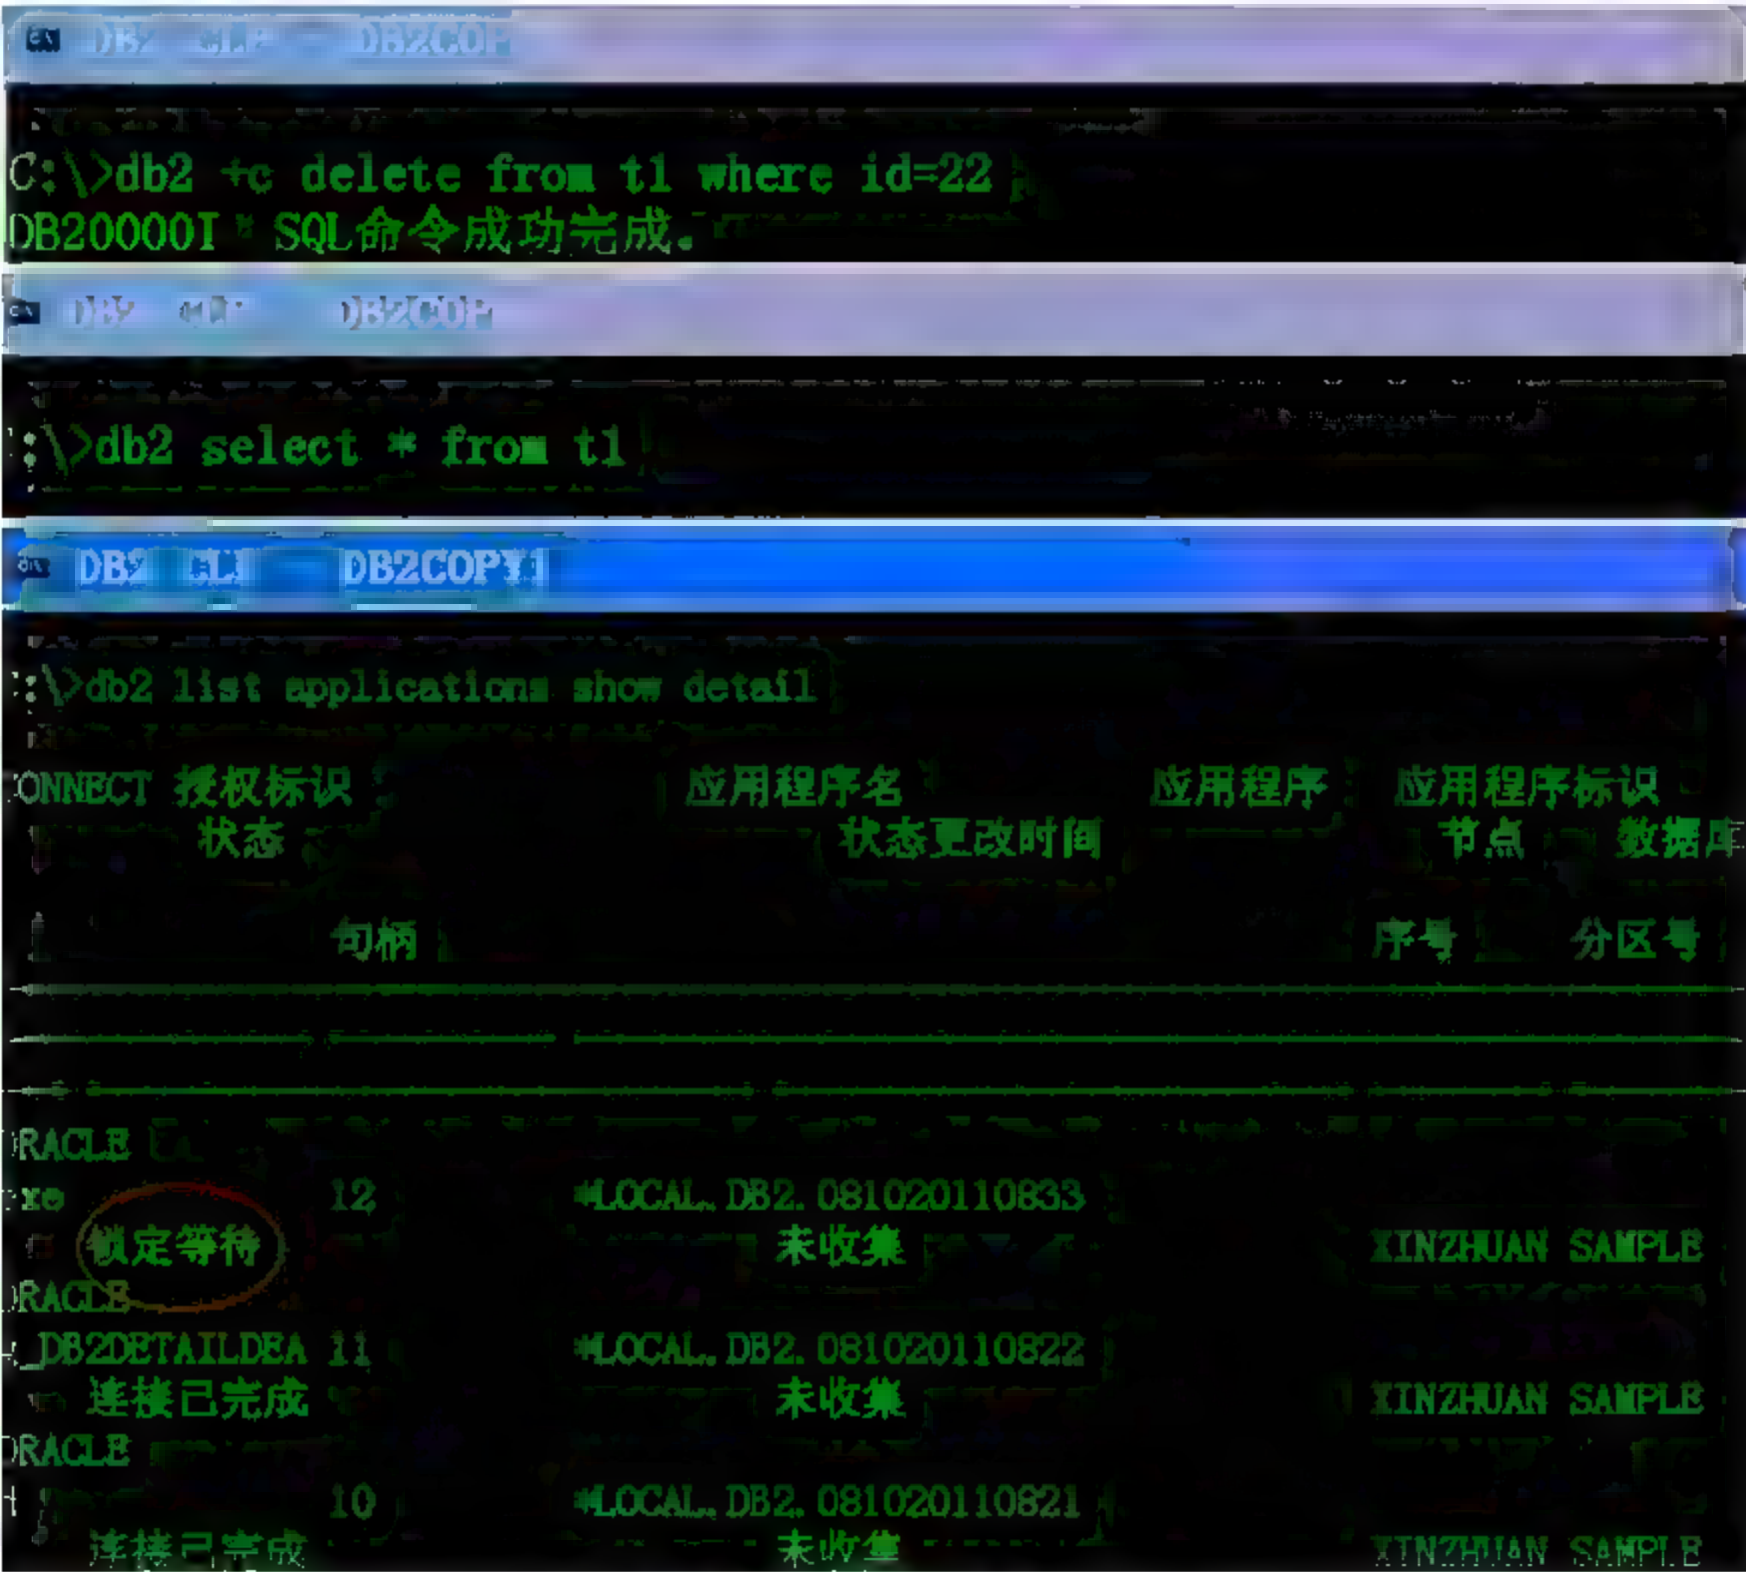 DB2 CLP DB2COP
C:\>db2 +c delete from t1 where id=22
DB20000I SQL命令成功完成。
DB2 CLP DB2COP
:\>db2 select * from t1
DB2 CLP DB2COPY1
:\>db2 list applications show detail
ONNECT 授权标识 应用程序名 应用程序 应用程序标识
状态 状态更改时间 节点 数据库
句柄 序号 分区号
RACLE
xe 12 *LOCAL.DB2.081020110833
锁定等待 未收集 XINZHUAN SAMPLE
RACLE
_DB2DETAILDEA 11 *LOCAL.DB2.081020110822
连接已完成 未收集 XINZHUAN SAMPLE
RACLE
10 *LOCAL.DB2.081020110821
连接已完成 未收集 XINZHUAN SAMPLE